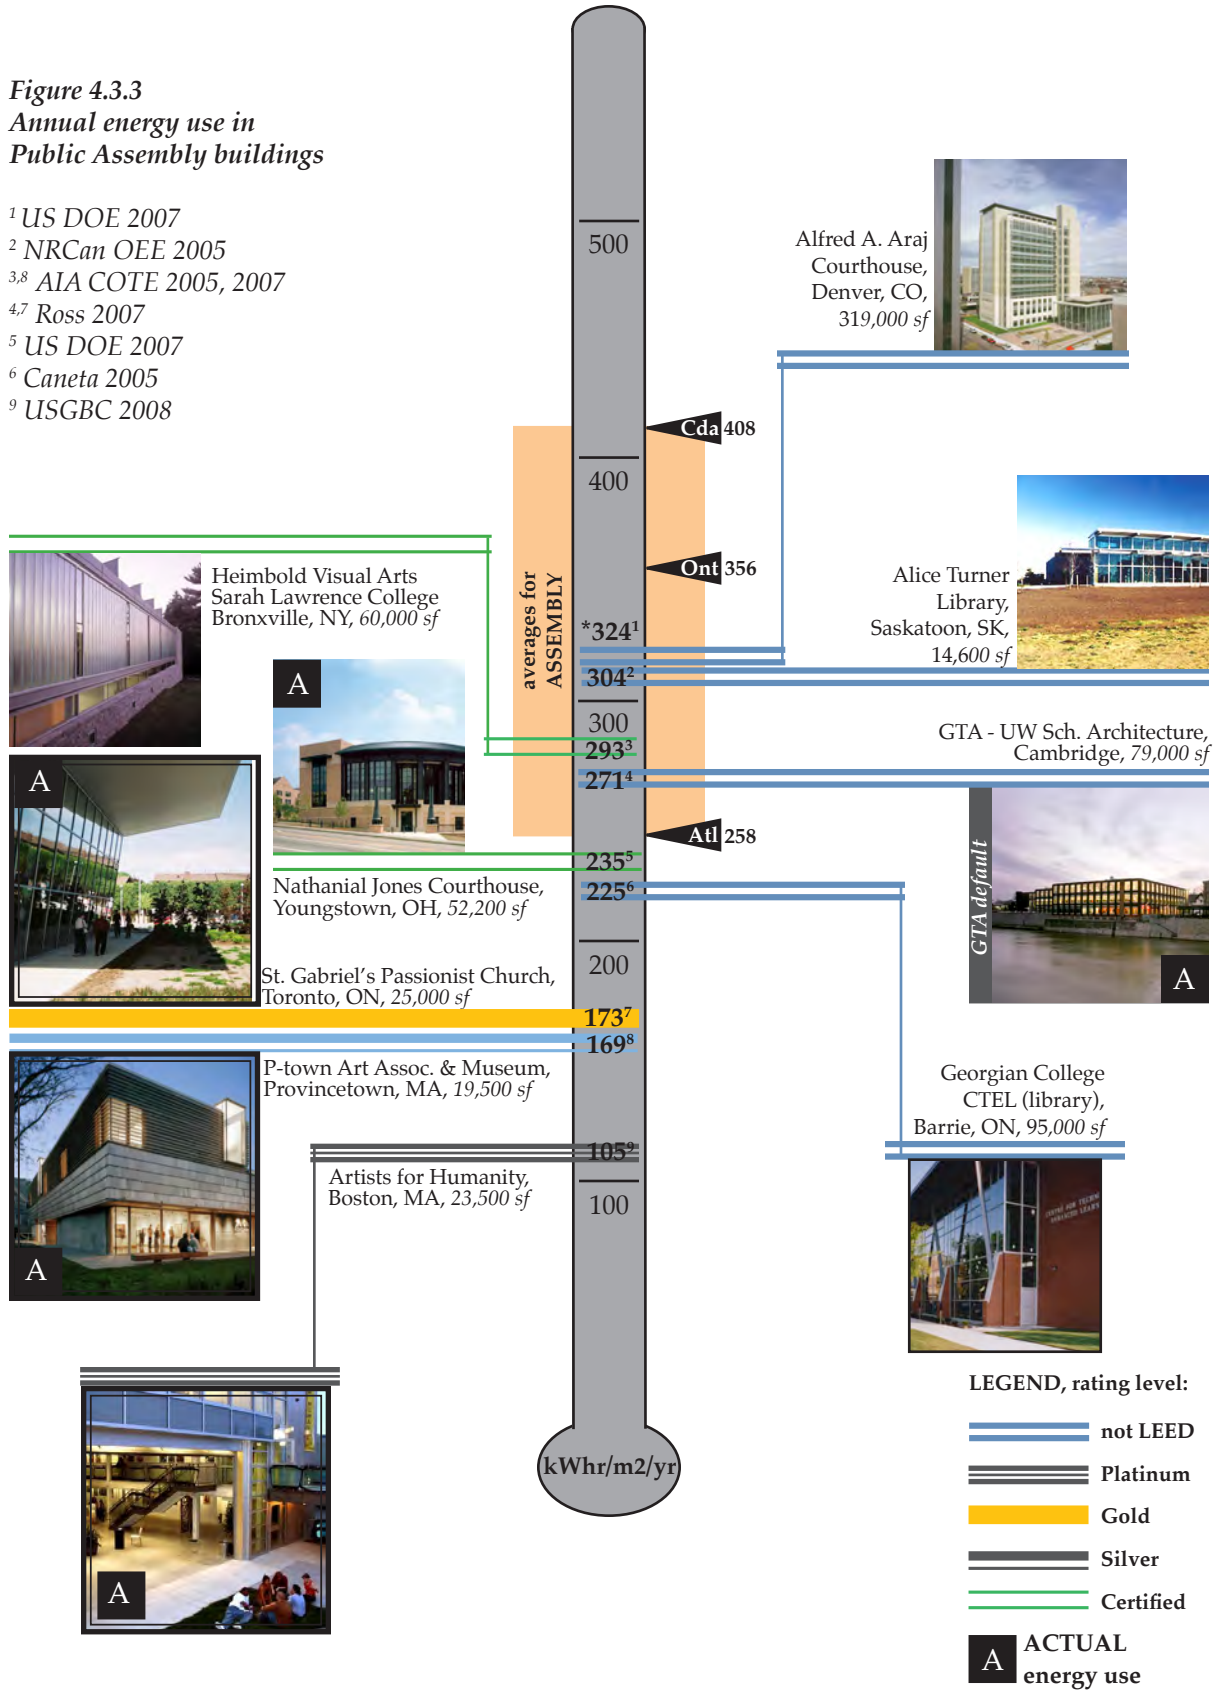 Figure 4.3.3
Annual energy use in
Public Assembly buildings
1 US DOE 2007
2 NRCan OEE 2005
3,8 AIA COTE 2005, 2007
4,7 Ross 2007
5 US DOE 2007
6 Caneta 2005
9 USGBC 2008
500
Alfred A. Araj
Courthouse,
Denver, CO,
319,000 sf
Cda 408
400
averages for
ASSEMBLY
Ont 356
Heimbold Visual Arts
Sarah Lawrence College
Bronxville, NY, 60,000 sf
Alice Turner
Library,
Saskatoon, SK,
14,600 sf
*3241
3042
A
300
2933
2714
GTA - UW Sch. Architecture,
Cambridge, 79,000 sf
A
Atl 258
2355
2256
Nathanial Jones Courthouse,
Youngstown, OH, 52,200 sf
GTA default
A
200
St. Gabriel's Passionist Church,
Toronto, ON, 25,000 sf
1737
1698
P-town Art Assoc. & Museum,
Provincetown, MA, 19,500 sf
A
Georgian College
CTEL (library),
Barrie, ON, 95,000 sf
1059
Artists for Humanity,
Boston, MA, 23,500 sf
100
CENTRE FOR TECHN
ENHANCED LEARN
kWhr/m2/yr
A
LEGEND, rating level:
not LEED
Platinum
Gold
Silver
Certified
A ACTUAL
energy use